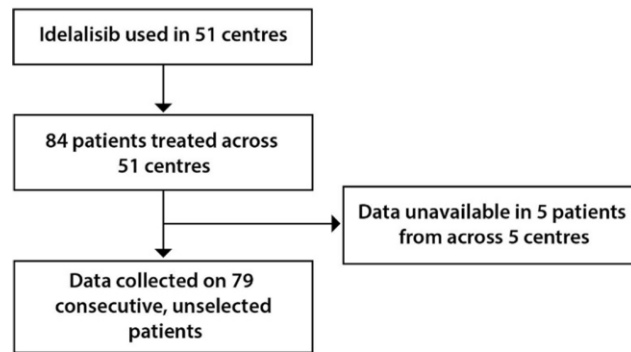 Idelalisib used in 51 centres
84 patients treated across
51 centres
Data unavailable in 5 patients
from across 5 centres
Data collected on 79
consecutive, unselected
patients